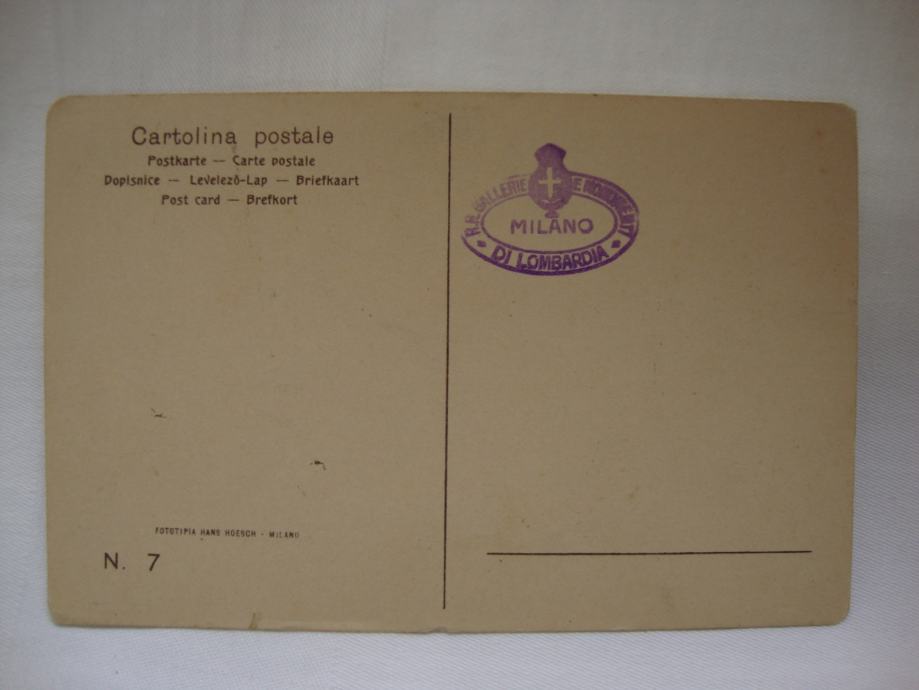 Cartolina postale
Postkarte — Carte postale
Dopisnice — Levelező-Lap — Briefkaart
Post card — Brefkort
R.R. GALLERIE E MONUMENTI
MILANO
DI LOMBARDIA
FOTOTIPIA HANS HOESCH - MILANO
N. 7